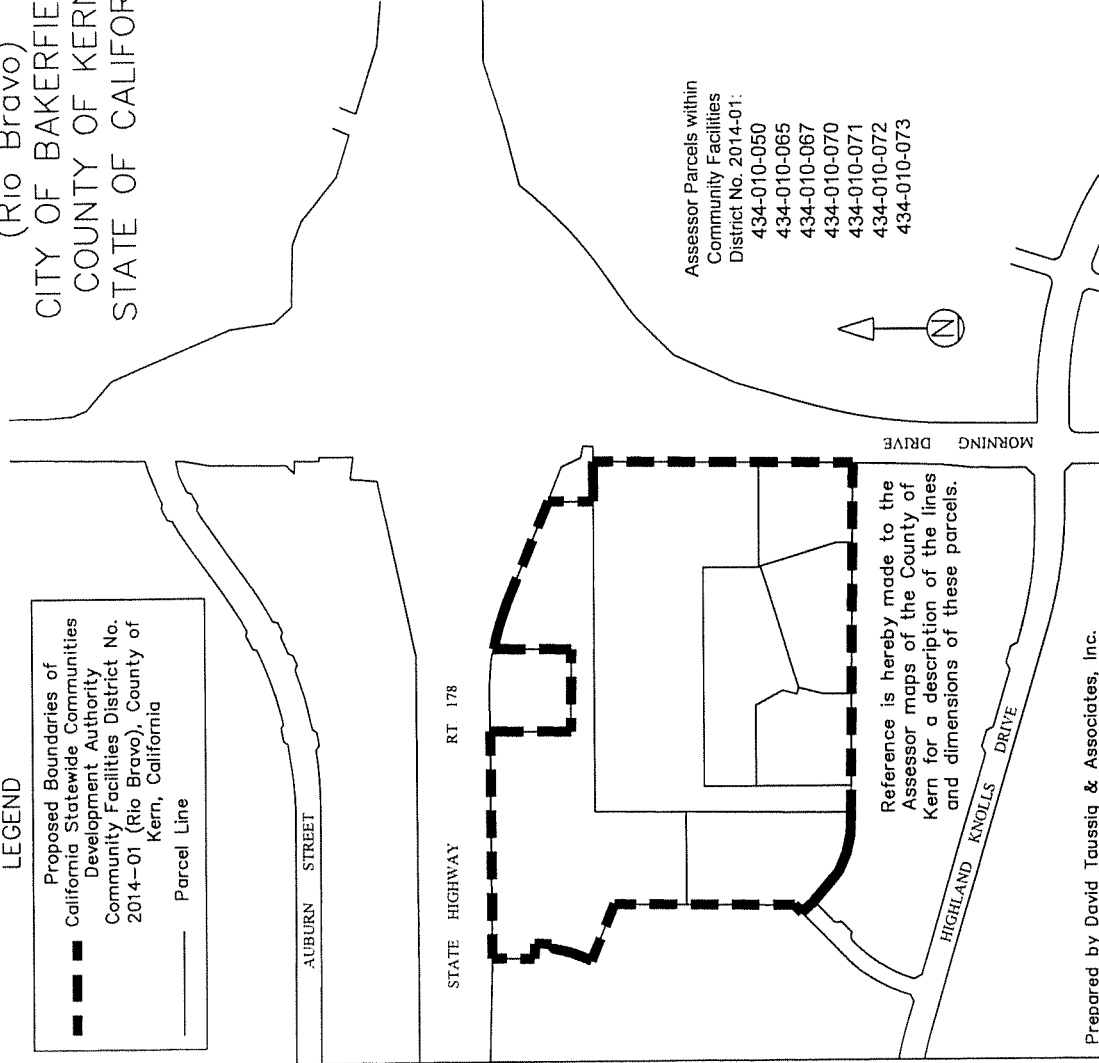 (Rio Bravo)
CITY OF BAKERFIE
COUNTY OF KERN
STATE OF CALIFOR
LEGEND
Proposed Boundaries of
California Statewide Communities
Development Authority
Community Facilities District No.
2014-01 (Rio Bravo), County of
Kern, California
Parcel Line
Assessor Parcels within
Community Facilities
District No. 2014-01:
434-010-050
434-010-065
434-010-067
434-010-070
434-010-071
434-010-072
434-010-073
N
AUBURN STREET
STATE HIGHWAY RT 178
MORNING DRIVE
Reference is hereby made to the
Assessor maps of the County of
Kern for a description of the lines
and dimensions of these parcels.
HIGHLAND KNOLLS DRIVE
Prepared by David Taussig & Associates, Inc.